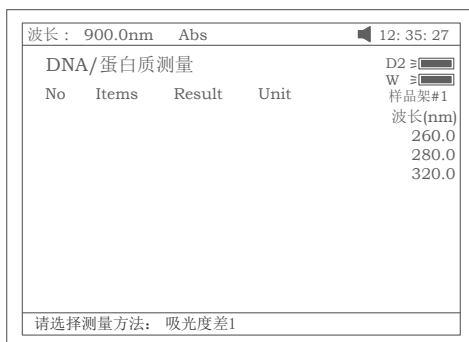 波长： 900.0nm Abs 12: 35: 27
DNA/蛋白质测量
D2
W
No Items Result Unit
样品架#1
波长(nm)
260.0
280.0
320.0
请选择测量方法： 吸光度差1